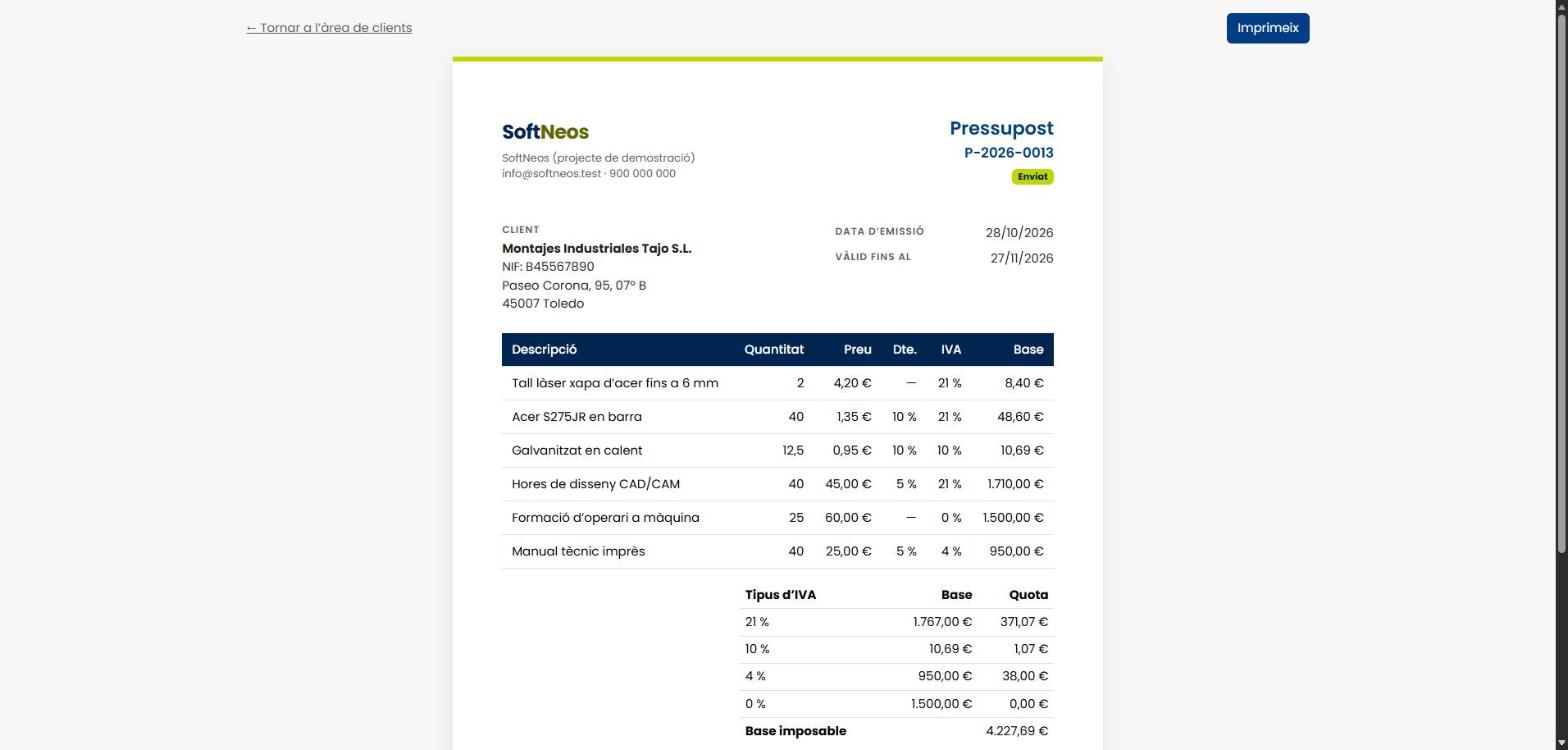 ← Tornar a l'àrea de clients
Imprimeix
SoftNeos
SoftNeos (projecte de demostració)
info@softneos.test · 900 000 000
Pressupost
P-2026-0013
Enviat
CLIENT
Montajes Industriales Tajo S.L.
NIF: B45567890
Paseo Corona, 95, 07º B
45007 Toledo
DATA D'EMISSIÓ 28/10/2026
VÀLID FINS AL 27/11/2026
Descripció Quantitat Preu Dte. IVA Base
Tall làser xapa d'acer fins a 6 mm 2 4,20 € — 21 % 8,40 €
Acer S275JR en barra 40 1,35 € 10 % 21 % 48,60 €
Galvanitzat en calent 12,5 0,95 € 10 % 10 % 10,69 €
Hores de disseny CAD/CAM 40 45,00 € 5 % 21 % 1.710,00 €
Formació d'operari a màquina 25 60,00 € — 0 % 1.500,00 €
Manual tècnic imprès 40 25,00 € 5 % 4 % 950,00 €
Tipus d'IVA Base Quota
21 % 1.767,00 € 371,07 €
10 % 10,69 € 1,07 €
4 % 950,00 € 38,00 €
0 % 1.500,00 € 0,00 €
Base imposable 4.227,69 €